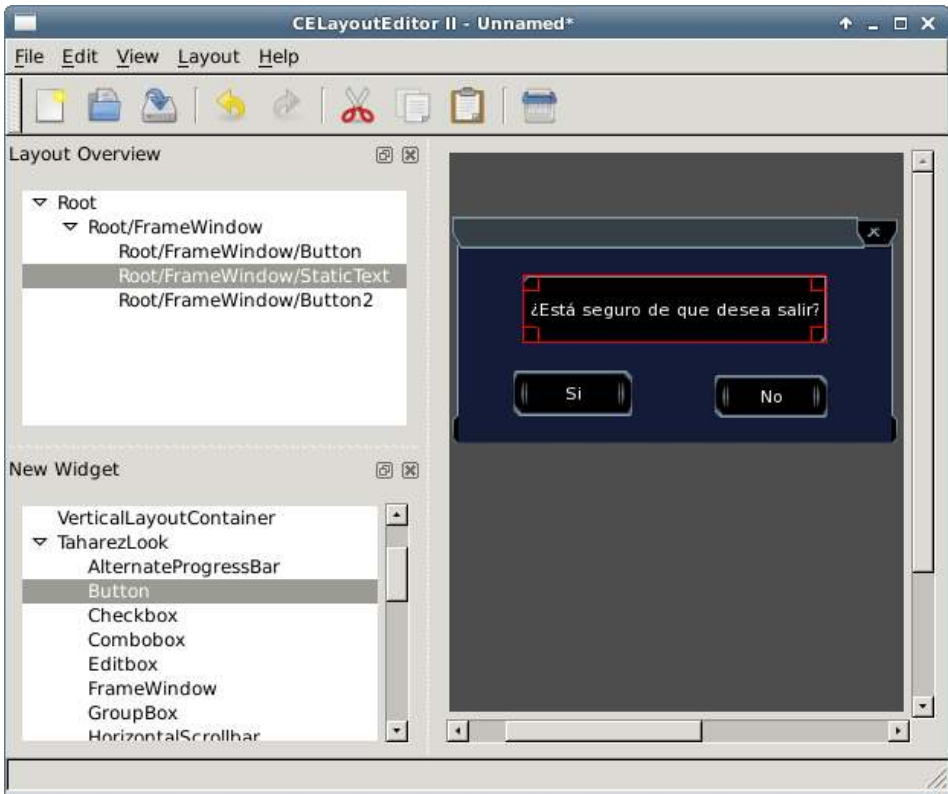 CELayoutEditor II - Unnamed*
File Edit View Layout Help
Layout Overview
Root
Root/FrameWindow
Root/FrameWindow/Button
Root/FrameWindow/StaticText
Root/FrameWindow/Button2
¿Está seguro de que desea salir?
Si
No
New Widget
VerticalLayoutContainer
TaharezLook
AlternateProgressBar
Button
Checkbox
Combobox
Editbox
FrameWindow
GroupBox
HorizontalScrollbar